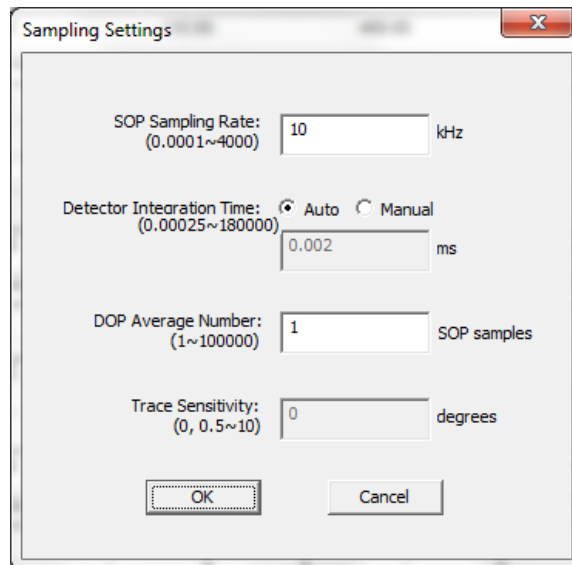 Sampling Settings
SOP Sampling Rate: 10 kHz
(0.0001~4000)
Detector Integration Time: Auto Manual
(0.00025~180000)
0.002 ms
DOP Average Number: 1 SOP samples
(1~100000)
Trace Sensitivity: 0 degrees
(0, 0.5~10)
OK Cancel